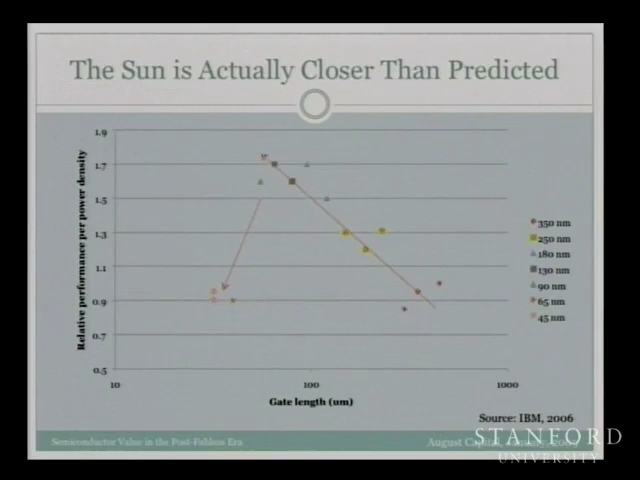 The Sun is Actually Closer Than Predicted
1.9
1.7
1.5
1.3
1.1
0.9
0.7
0.5
Relative performance per power density
10
100
1000
Gate length (um)
350 nm
250 nm
180 nm
130 nm
90 nm
65 nm
45 nm
Source: IBM, 2006
Semiconductor Value in the Post-Fabless Era
August
STANFORD
UNIVERSITY